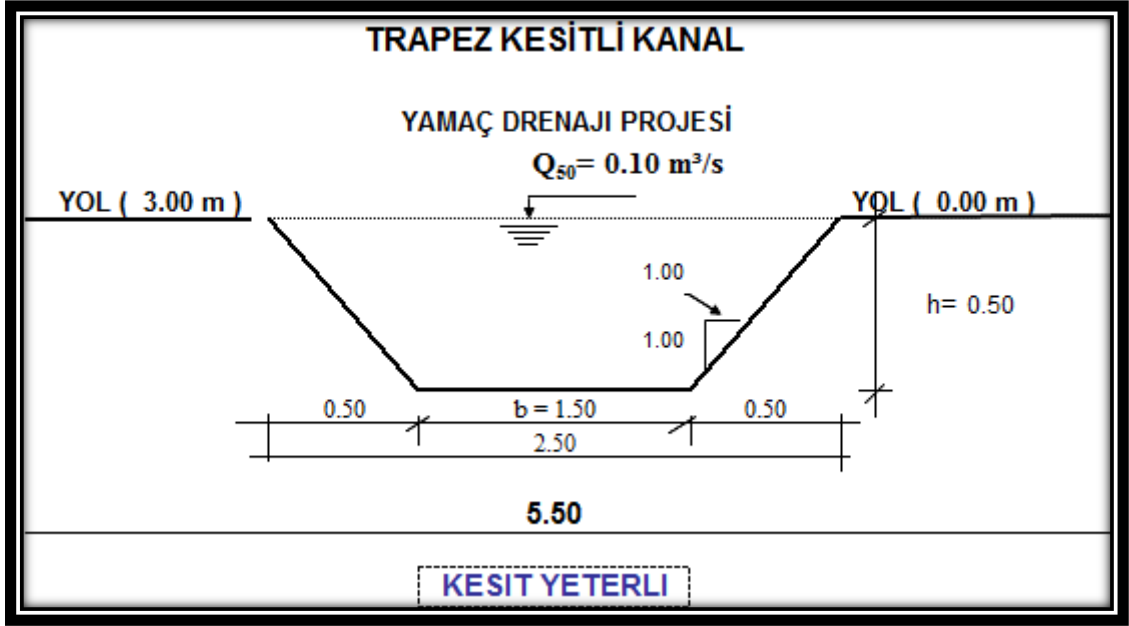 TRAPEZ KESİTLİ KANAL
YAMAÇ DRENAJI PROJESİ
Q₅₀= 0.10 m³/s
YOL ( 3.00 m )
YOL ( 0.00 m )
1.00
1.00
h= 0.50
0.50
b = 1.50
0.50
2.50
5.50
KESIT YETERLI